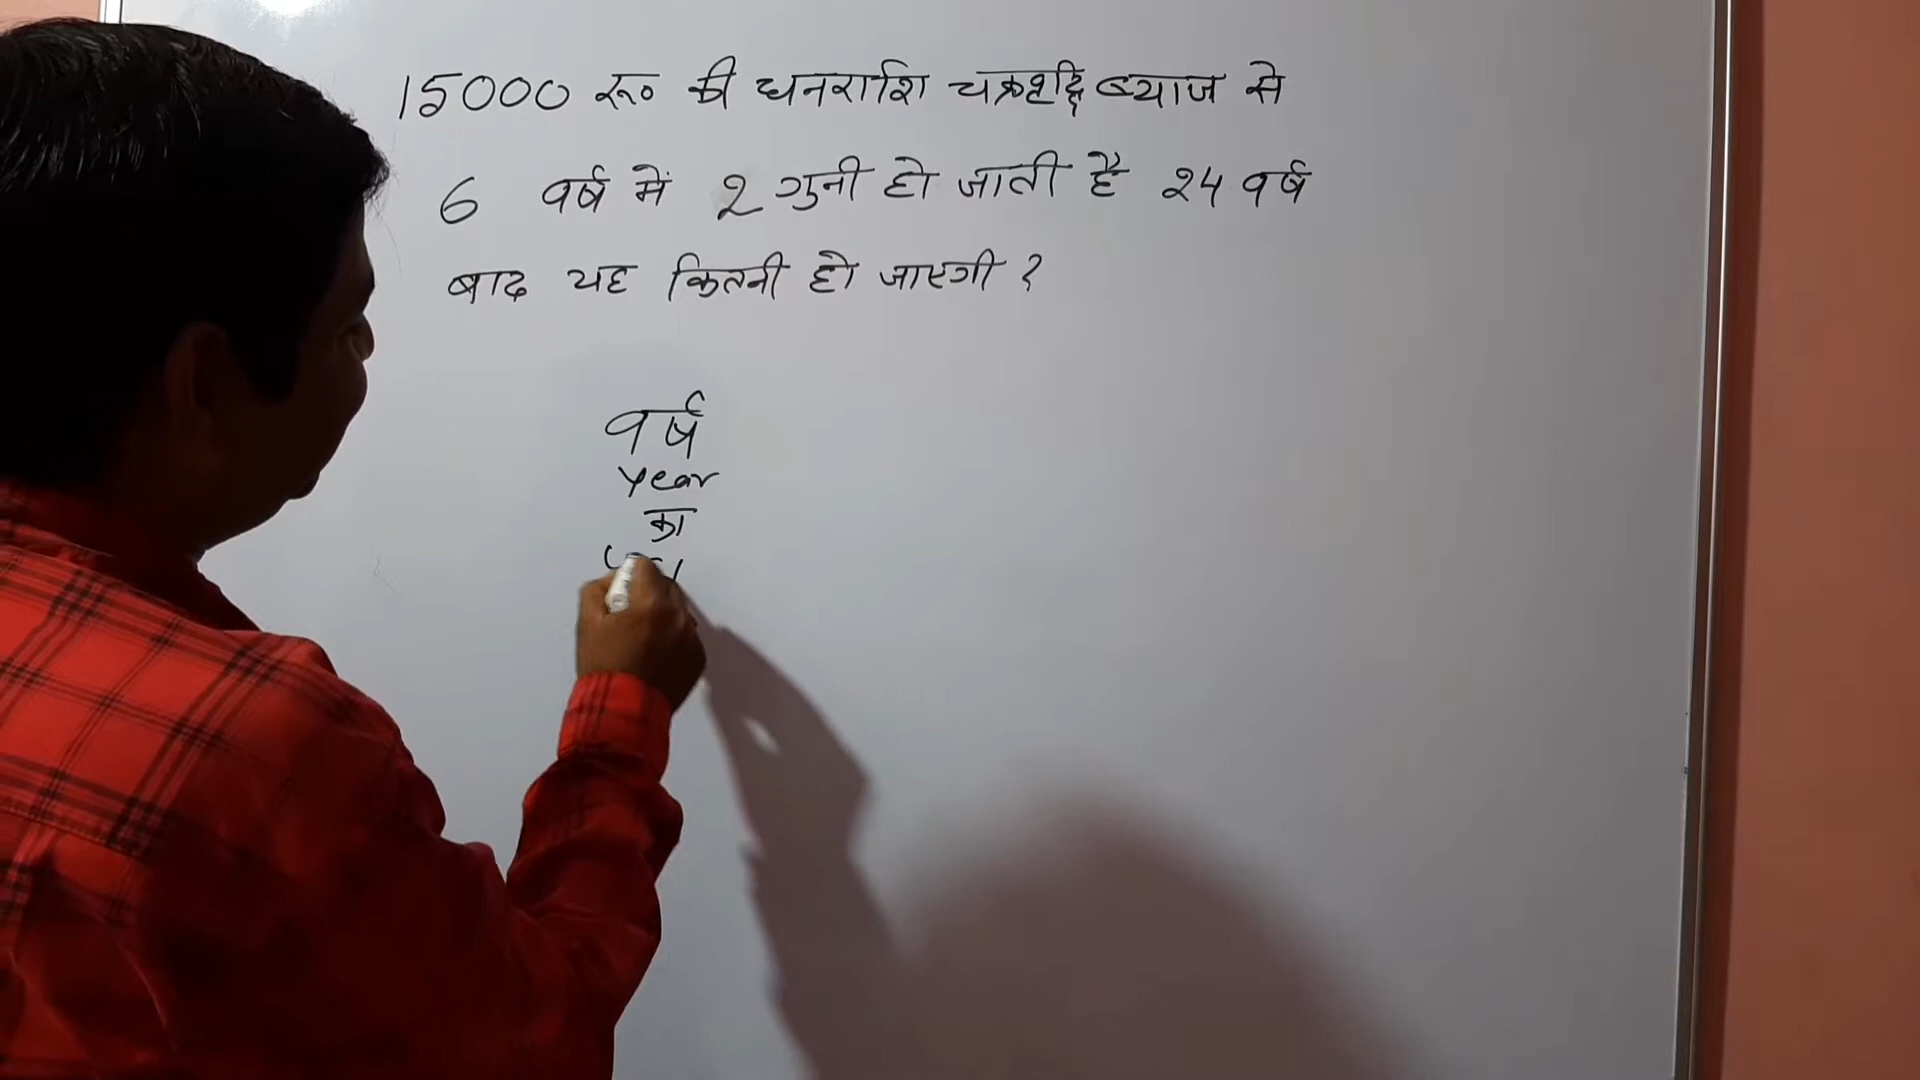 15000 रू० की धनराशि चक्रवृद्धि ब्याज से
6 वर्ष में 2 गुनी हो जाती है 24 वर्ष
बाद यह कितनी हो जाएगी ?
वर्ष
year
का